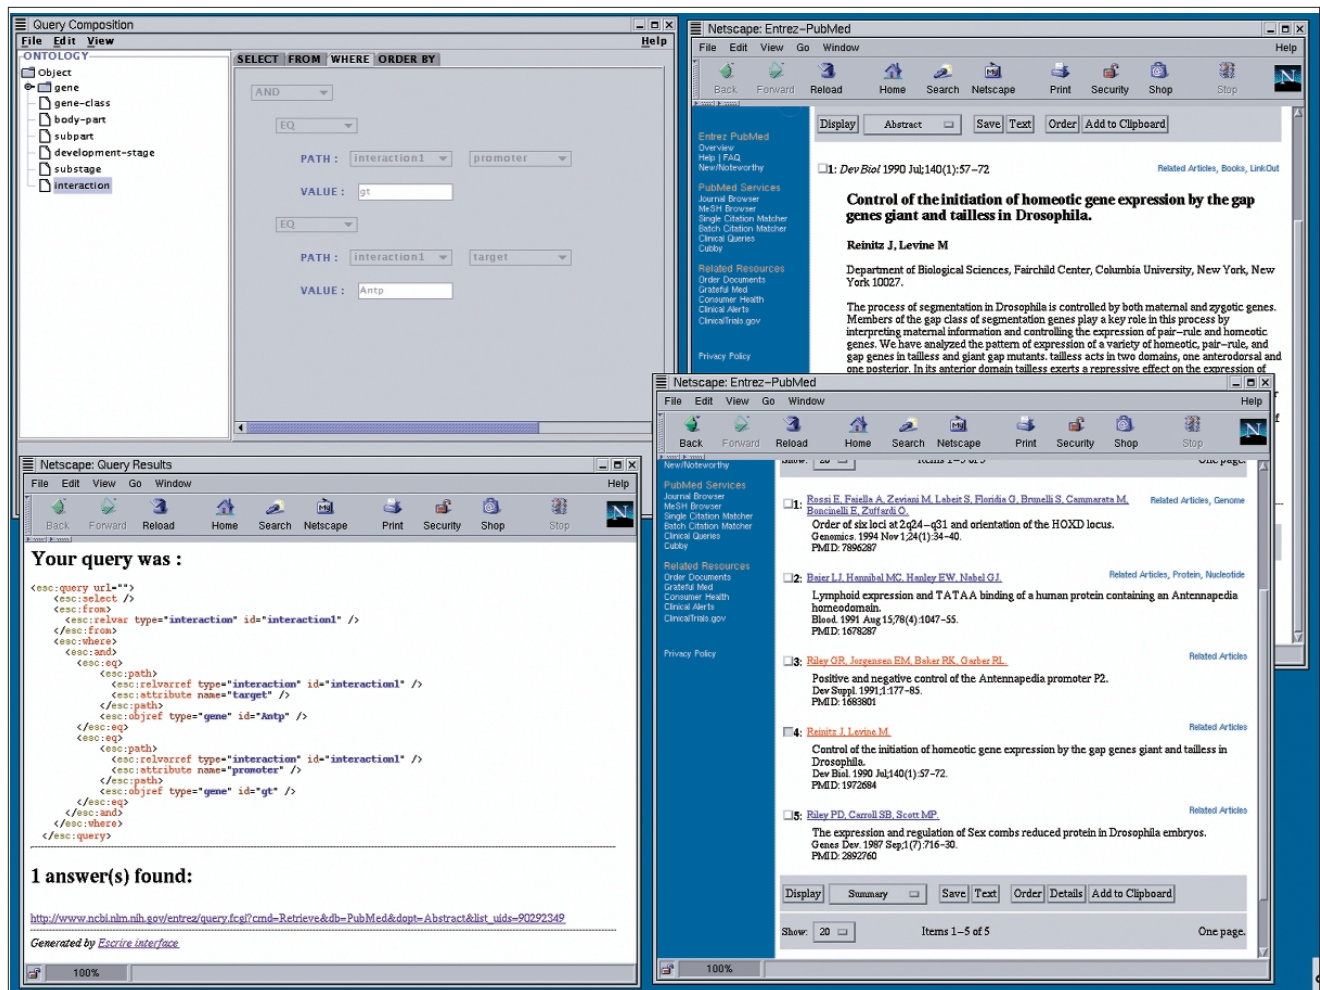 Query Composition
File Edit View Help
ONTOLOGY
Object
gene
gene-class
body-part
subpart
development-stage
substage
interaction
SELECT FROM WHERE ORDER BY
AND
EQ
PATH : interaction1 promoter
VALUE : gt
EQ
PATH : interaction1 target
VALUE : Antp
Netscape: Entrez-PubMed
File Edit View Go Window Help
Back Forward Reload Home Search Netscape Print Security Shop Stop
Entrez PubMed
Overview
Help | FAQ
New/Noteworthy
PubMed Services
Journal Browser
MeSH Browser
Single Citation Matcher
Batch Citation Matcher
Clinical Queries
Cubby
Related Resources
Order Documents
Grateful Med
Consumer Health
Clinical Alerts
ClinicalTrials.gov
Privacy Policy
Display Abstract Save Text Order Add to Clipboard
1: Dev Biol 1990 Jul;140(1):57-72 Related Articles, Books, LinkOut
Control of the initiation of homeotic gene expression by the gap
genes giant and tailless in Drosophila.
Reinitz J, Levine M
Department of Biological Sciences, Fairchild Center, Columbia University, New York, New
York 10027.
The process of segmentation in Drosophila is controlled by both maternal and zygotic genes.
Members of the gap class of segmentation genes play a key role in this process by
interpreting maternal information and controlling the expression of pair-rule and homeotic
genes. We have analyzed the pattern of expression of a variety of homeotic, pair-rule, and
gap genes in tailless and giant gap mutants. tailless acts in two domains, one anterodorsal and
one posterior. In its anterior domain tailless exerts a repressive effect on the expression of
Netscape: Query Results
File Edit View Go Window Help
Back Forward Reload Home Search Netscape Print Security Shop Stop
Your query was :
<esc:query url="">
<esc:select />
<esc:from>
<esc:relvar type="interaction" id="interaction1" />
</esc:from>
<esc:where>
<esc:and>
<esc:eq>
<esc:path>
<esc:relvarref type="interaction" id="interaction1" />
<esc:attribute name="target" />
</esc:path>
<esc:objref type="gene" id="Antp" />
</esc:eq>
<esc:eq>
<esc:path>
<esc:relvarref type="interaction" id="interaction1" />
<esc:attribute name="promoter" />
</esc:path>
<esc:objref type="gene" id="gt" />
</esc:eq>
</esc:and>
</esc:where>
</esc:query>
1 answer(s) found:
http://www.ncbi.nlm.nih.gov/entrez/query.fcgi?cmd=Retrieve&db=PubMed&dopt=Abstract&list_uids=90292349
Generated by Escrire interface
100%
Netscape: Entrez-PubMed
File Edit View Go Window Help
Back Forward Reload Home Search Netscape Print Security Shop Stop
New/Noteworthy
PubMed Services
Journal Browser
MeSH Browser
Single Citation Matcher
Batch Citation Matcher
Clinical Queries
Cubby
Related Resources
Order Documents
Grateful Med
Consumer Health
Clinical Alerts
ClinicalTrials.gov
Privacy Policy
Show: 20 Items 1-5 of 5 One page.
1: Rossi E, Faiella A, Zeviani M, Labeit S, Floridia G, Brunelli S, Cammarata M, Related Articles, Genome
Boncinelli E, Zuffardi O.
Order of six loci at 2q24-q31 and orientation of the HOXD locus.
Genomics. 1994 Nov 1;24(1):34-40.
PMID: 7896287
2: Baier LJ, Hannibal MC, Hanley EW, Nabel GJ. Related Articles, Protein, Nucleotide
Lymphoid expression and TATAA binding of a human protein containing an Antennapedia
homeodomain.
Blood. 1991 Aug 15;78(4):1047-55.
PMID: 1678287
3: Riley GR, Jorgensen EM, Baker RK, Garber RL. Related Articles
Positive and negative control of the Antennapedia promoter P2.
Dev Suppl. 1991;1:177-85.
PMID: 1683801
4: Reinitz J, Levine M. Related Articles
Control of the initiation of homeotic gene expression by the gap genes giant and tailless in
Drosophila.
Dev Biol. 1990 Jul;140(1):57-72.
PMID: 1972684
5: Riley PD, Carroll SB, Scott MP. Related Articles
The expression and regulation of Sex combs reduced protein in Drosophila embryos.
Genes Dev. 1987 Sep;1(7):716-30.
PMID: 2892760
Display Summary Save Text Order Details Add to Clipboard
Show: 20 Items 1-5 of 5 One page.
100%